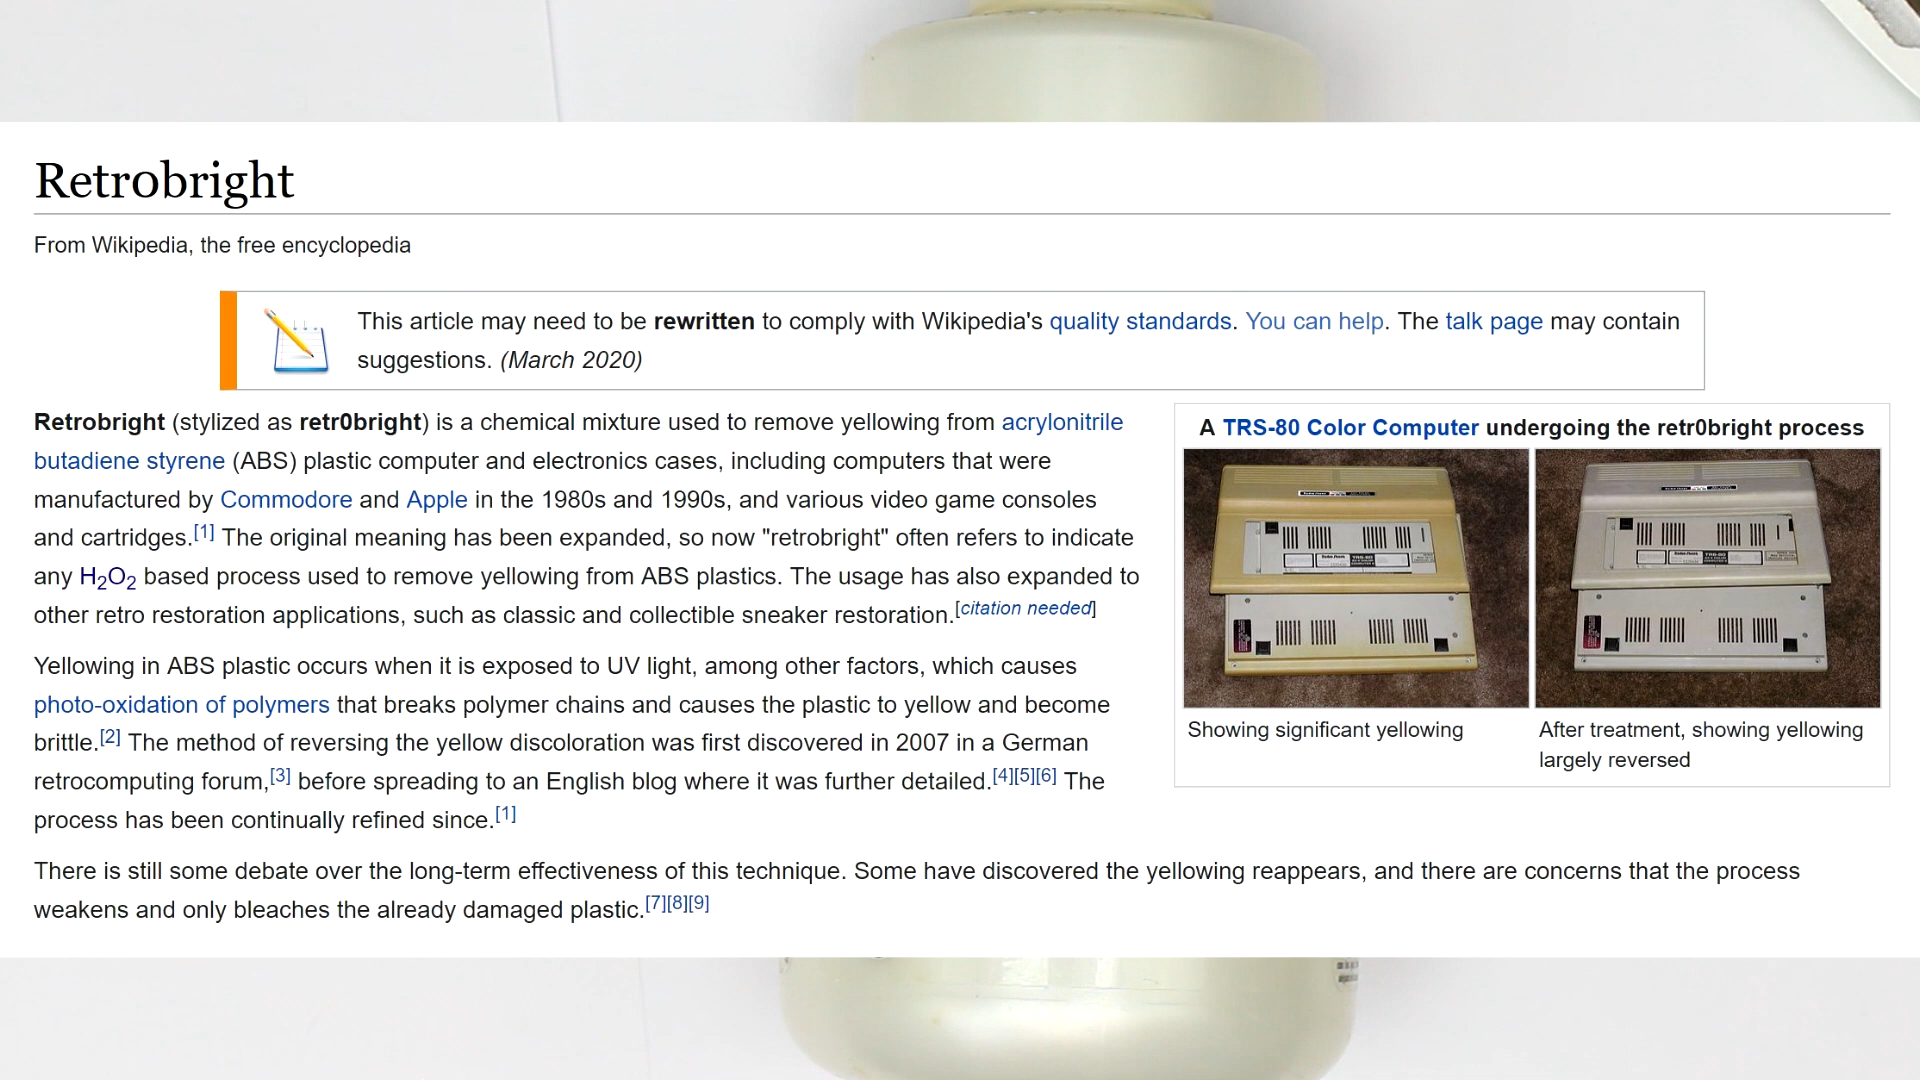 Retrobright
From Wikipedia, the free encyclopedia
This article may need to be rewritten to comply with Wikipedia's quality standards. You can help. The talk page may contain
suggestions. (March 2020)
Retrobright (stylized as retr0bright) is a chemical mixture used to remove yellowing from acrylonitrile
butadiene styrene (ABS) plastic computer and electronics cases, including computers that were
manufactured by Commodore and Apple in the 1980s and 1990s, and various video game consoles
and cartridges.[1] The original meaning has been expanded, so now "retrobright" often refers to indicate
any H2O2 based process used to remove yellowing from ABS plastics. The usage has also expanded to
other retro restoration applications, such as classic and collectible sneaker restoration.[citation needed]
Yellowing in ABS plastic occurs when it is exposed to UV light, among other factors, which causes
photo-oxidation of polymers that breaks polymer chains and causes the plastic to yellow and become
brittle.[2] The method of reversing the yellow discoloration was first discovered in 2007 in a German
retrocomputing forum,[3] before spreading to an English blog where it was further detailed.[4][5][6] The
process has been continually refined since.[1]
There is still some debate over the long-term effectiveness of this technique. Some have discovered the yellowing reappears, and there are concerns that the process
weakens and only bleaches the already damaged plastic.[7][8][9]
A TRS-80 Color Computer undergoing the retr0bright process
Showing significant yellowing
After treatment, showing yellowing
largely reversed